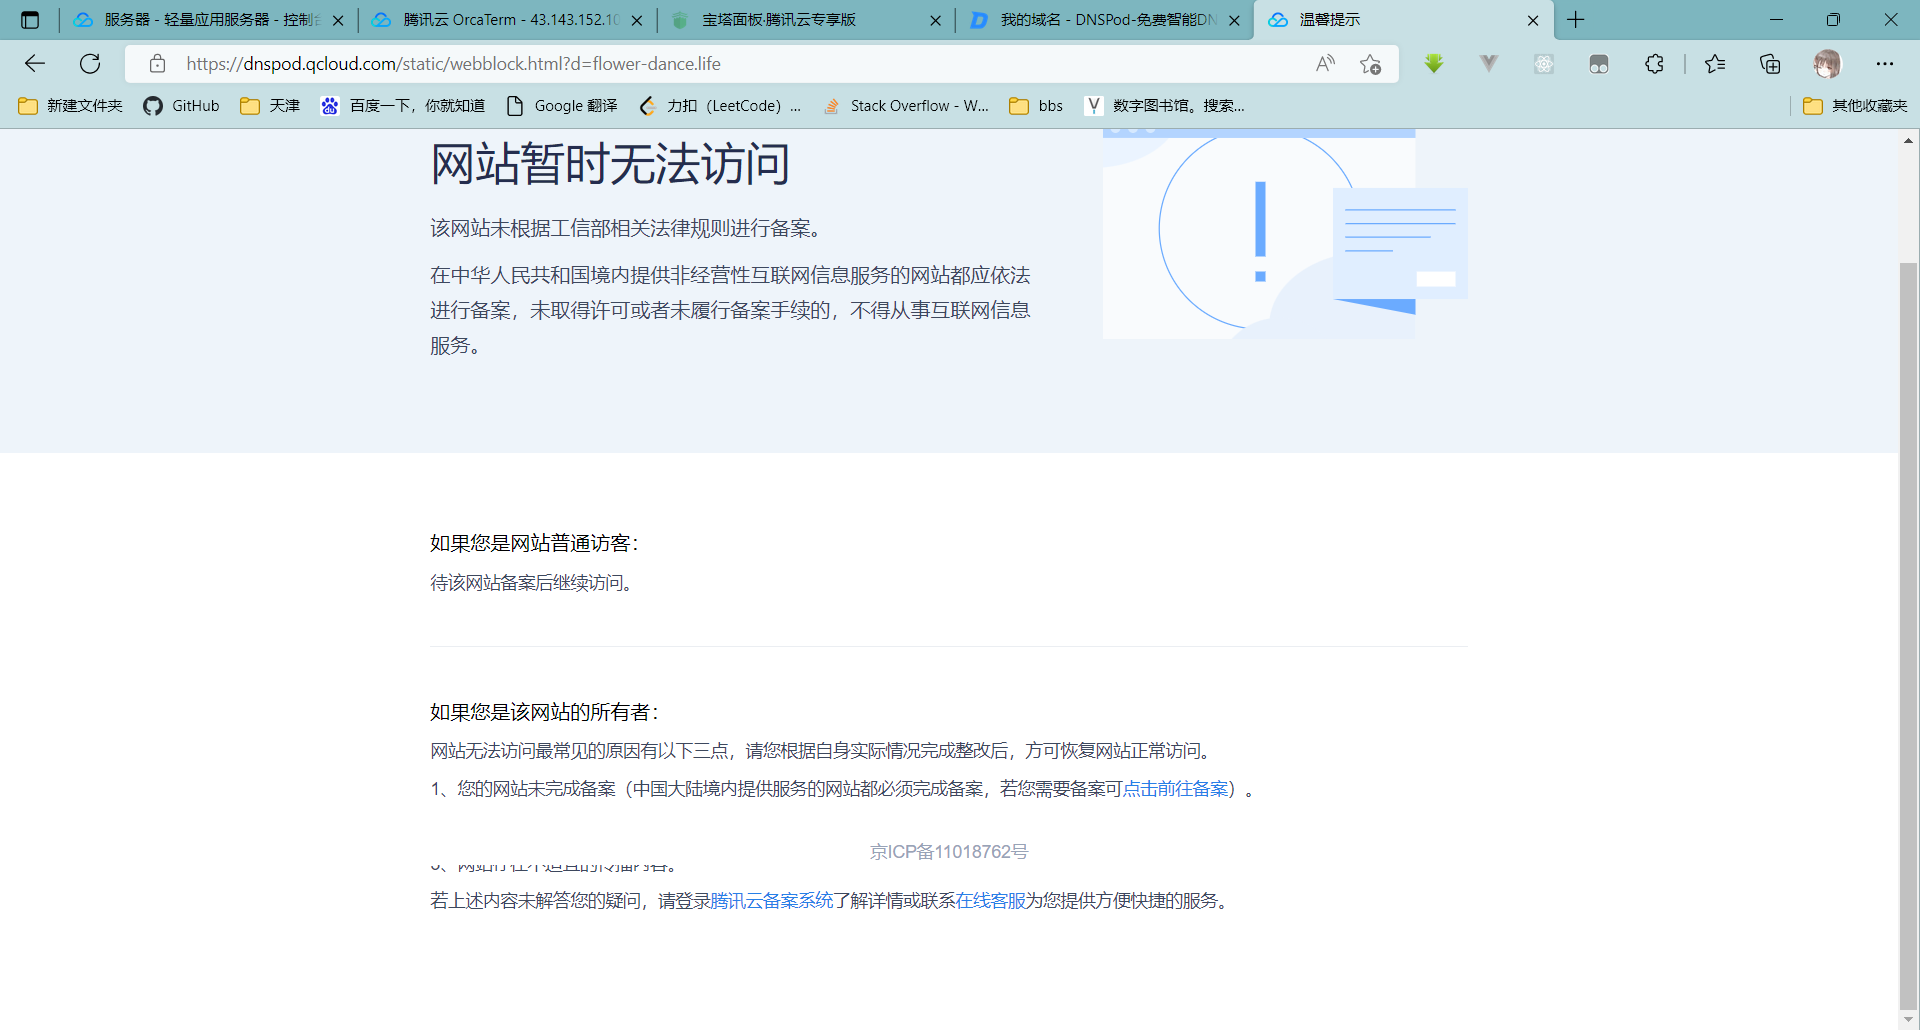 服务器 - 轻量应用服务器 - 控制台
腾讯云 OrcaTerm - 43.143.152.10
宝塔面板·腾讯云专享版
我的域名 - DNSPod-免费智能DN
温馨提示
https://dnspod.qcloud.com/static/webblock.html?d=flower-dance.life
新建文件夹
GitHub
天津
百度一下，你就知道
Google 翻译
力扣（LeetCode）...
Stack Overflow - W...
bbs
数字图书馆。搜索...
其他收藏夹
网站暂时无法访问
该网站未根据工信部相关法律规则进行备案。
在中华人民共和国境内提供非经营性互联网信息服务的网站都应依法
进行备案，未取得许可或者未履行备案手续的，不得从事互联网信息
服务。
如果您是网站普通访客：
待该网站备案后继续访问。
如果您是该网站的所有者：
网站无法访问最常见的原因有以下三点，请您根据自身实际情况完成整改后，方可恢复网站正常访问。
1、您的网站未完成备案（中国大陆境内提供服务的网站都必须完成备案，若您需要备案可点击前往备案）。
京ICP备11018762号
3、网站存在不适宜的传播内容。
若上述内容未解答您的疑问，请登录腾讯云备案系统了解详情或联系在线客服为您提供方便快捷的服务。